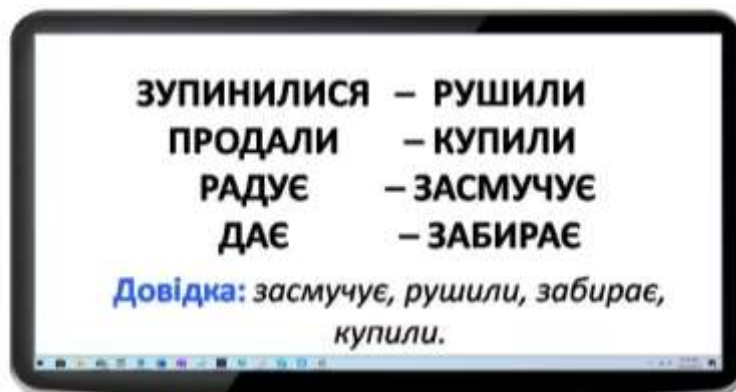 ЗУПИНИЛИСЯ – РУШИЛИ
ПРОДАЛИ – КУПИЛИ
РАДУЄ – ЗАСМУЧУЄ
ДАЄ – ЗАБИРАЄ
Довідка: засмучує, рушили, забирає,
купили.